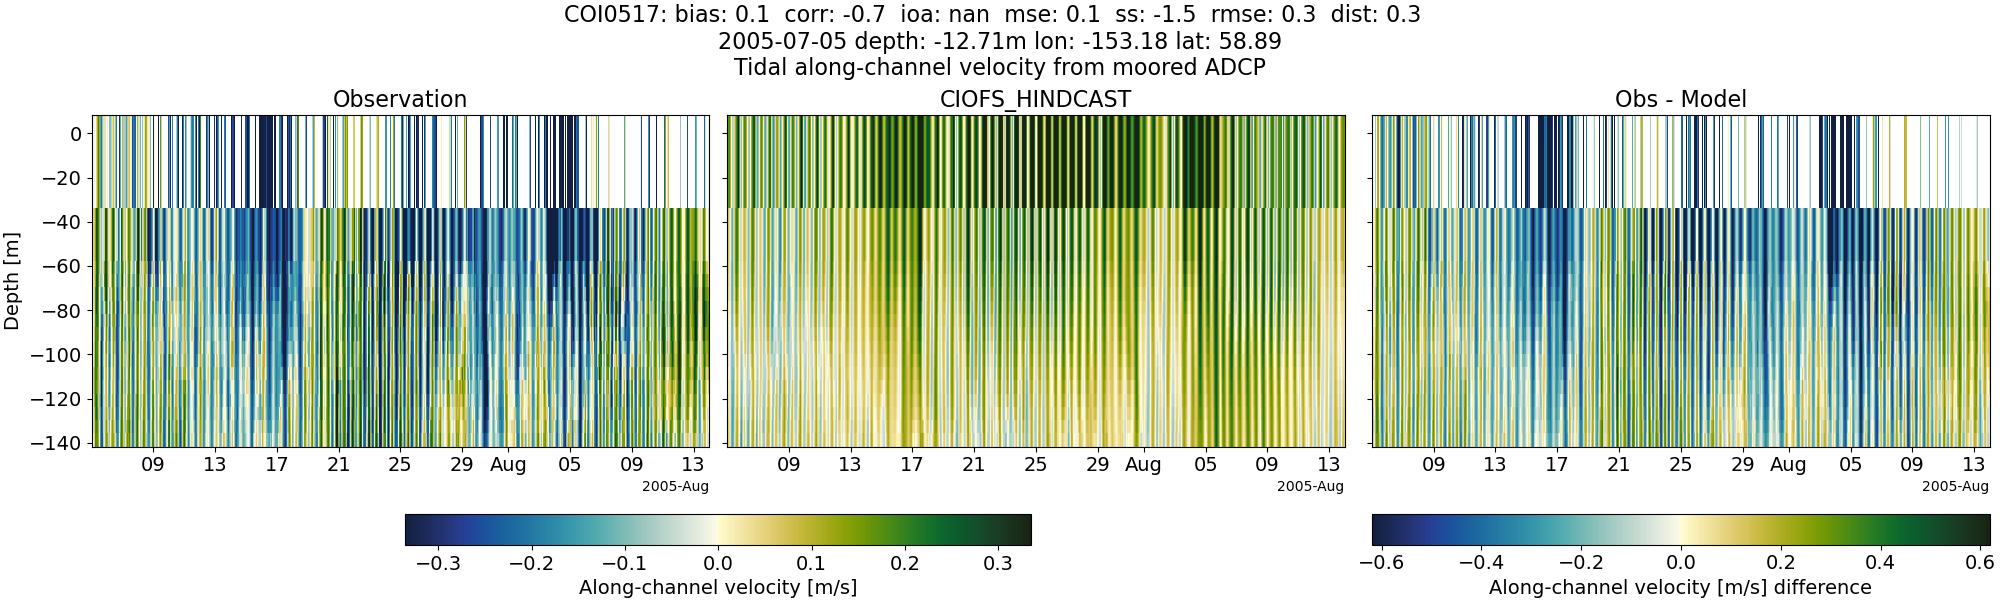 COI0517: bias: 0.1 corr: -0.7 ioa: nan mse: 0.1 ss: -1.5 rmse: 0.3 dist: 0.3
2005-07-05 depth: -12.71m lon: -153.18 lat: 58.89
Tidal along-channel velocity from moored ADCP
Observation
CIOFS_HINDCAST
Obs - Model
Depth [m]
0
−20
−40
−60
−80
−100
−120
−140
09 13 17 21 25 29 Aug 05 09 13
2005-Aug
09 13 17 21 25 29 Aug 05 09 13
2005-Aug
09 13 17 21 25 29 Aug 05 09 13
2005-Aug
−0.3 −0.2 −0.1 0.0 0.1 0.2 0.3
Along-channel velocity [m/s]
−0.6 −0.4 −0.2 0.0 0.2 0.4 0.6
Along-channel velocity [m/s] difference